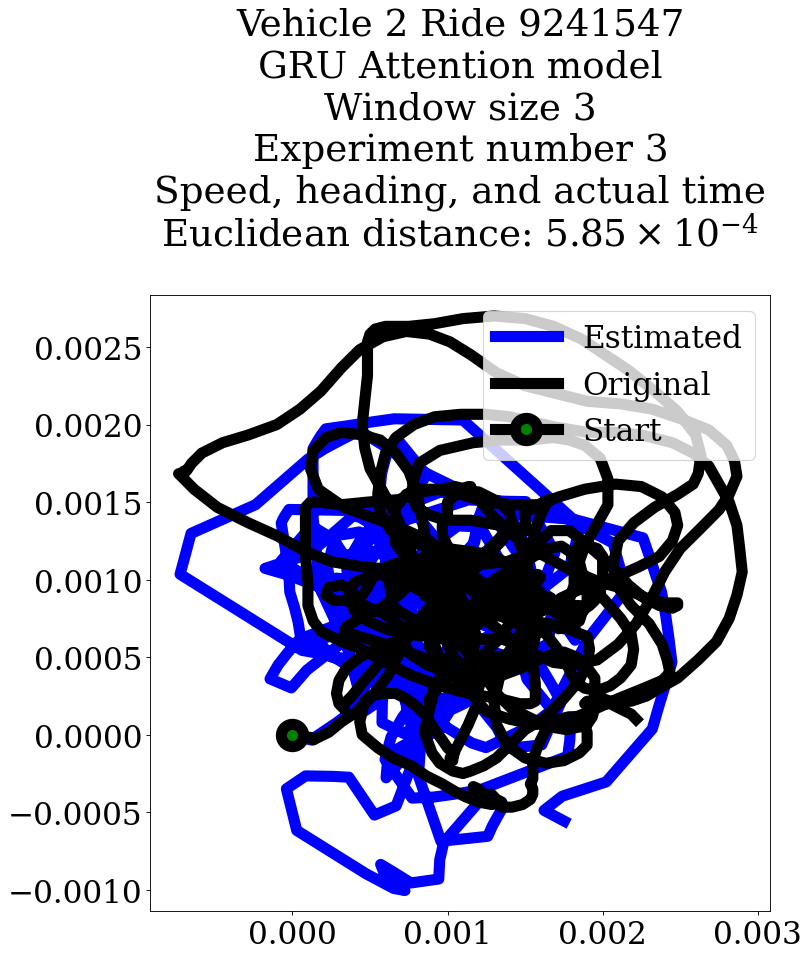 Vehicle 2 Ride 9241547
GRU Attention model
Window size 3
Experiment number 3
Speed, heading, and actual time
Euclidean distance: 5.85 × 10⁻⁴
Estimated
Original
Start
0.0025
0.0020
0.0015
0.0010
0.0005
0.0000
−0.0005
−0.0010
0.000 0.001 0.002 0.003